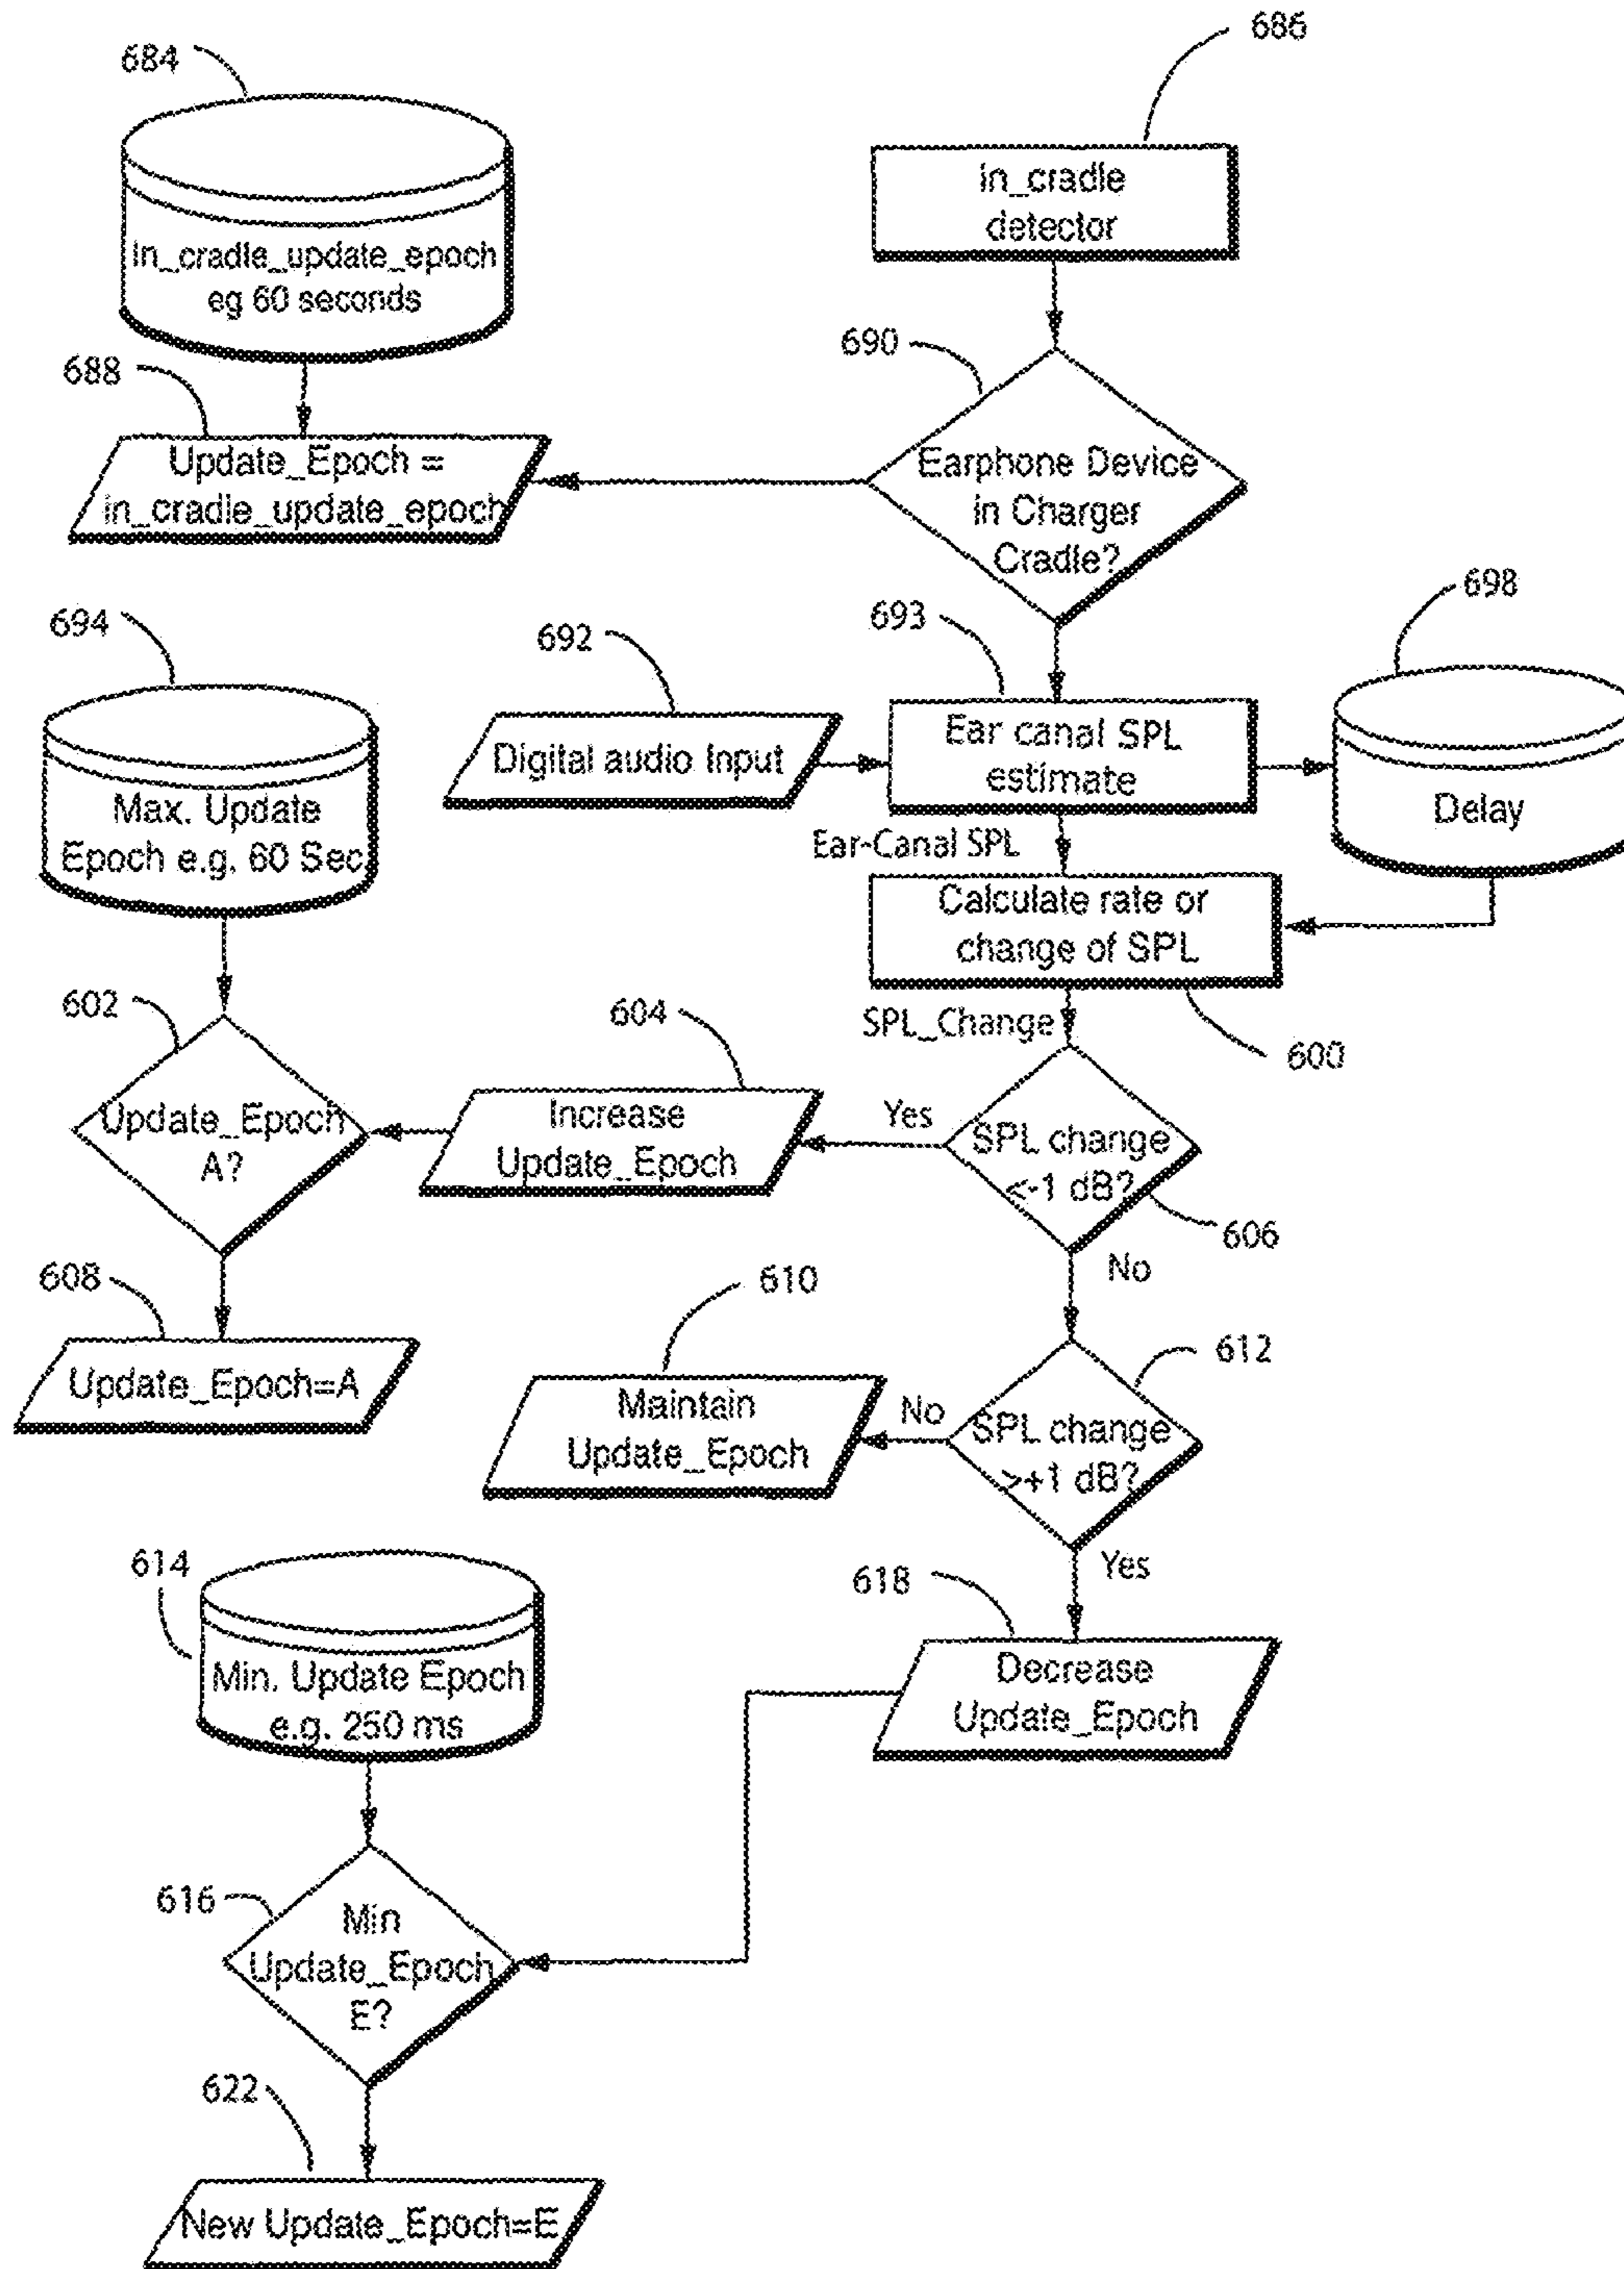 686
684
in_cradle
detector
in_cradle_update_epoch
eg 60 seconds
690
688
Update_Epoch =
in_cradle_update_epoch
Earphone Device
in Charger
Cradle?
698
694
692
693
Digital audio Input
Ear canal SPL
estimate
Max. Update
Epoch e.g. 60 Sec.
Delay
Ear-Canal SPL
Calculate rate or
change of SPL
602
604
SPL_Change
600
Update_Epoch
A?
Increase
Update_Epoch
Yes
SPL change
<-1 dB?
606
No
608
610
612
Update_Epoch=A
Maintain
Update_Epoch
No
SPL change
>+1 dB?
614
618
Yes
Min. Update Epoch
e.g. 250 ms
Decrease
Update_Epoch
616
Min
Update_Epoch
E?
622
New Update_Epoch=E